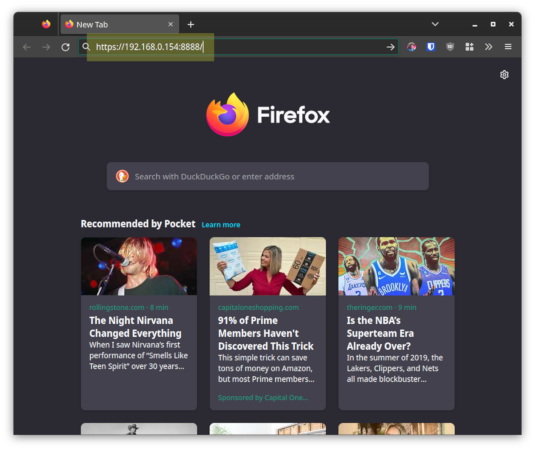 New Tab
https://192.168.0.154:8888/
Firefox
Search with DuckDuckGo or enter address
Recommended by Pocket Learn more
rollingstone.com · 8 min
The Night Nirvana
Changed Everything
When I saw Nirvana's first
performance of "Smells Like
Teen Spirit" over 30 years...
capitaloneshopping.com
91% of Prime
Members Haven't
Discovered This Trick
This simple trick can save
tons of money on Amazon,
but most Prime members...
Sponsored by Capital One...
theringer.com · 9 min
Is the NBA's
Superteam Era
Already Over?
In the summer of 2019, the
Lakers, Clippers, and Nets
all made blockbuster...
LAKERS
BROOKLYN
CLIPPERS